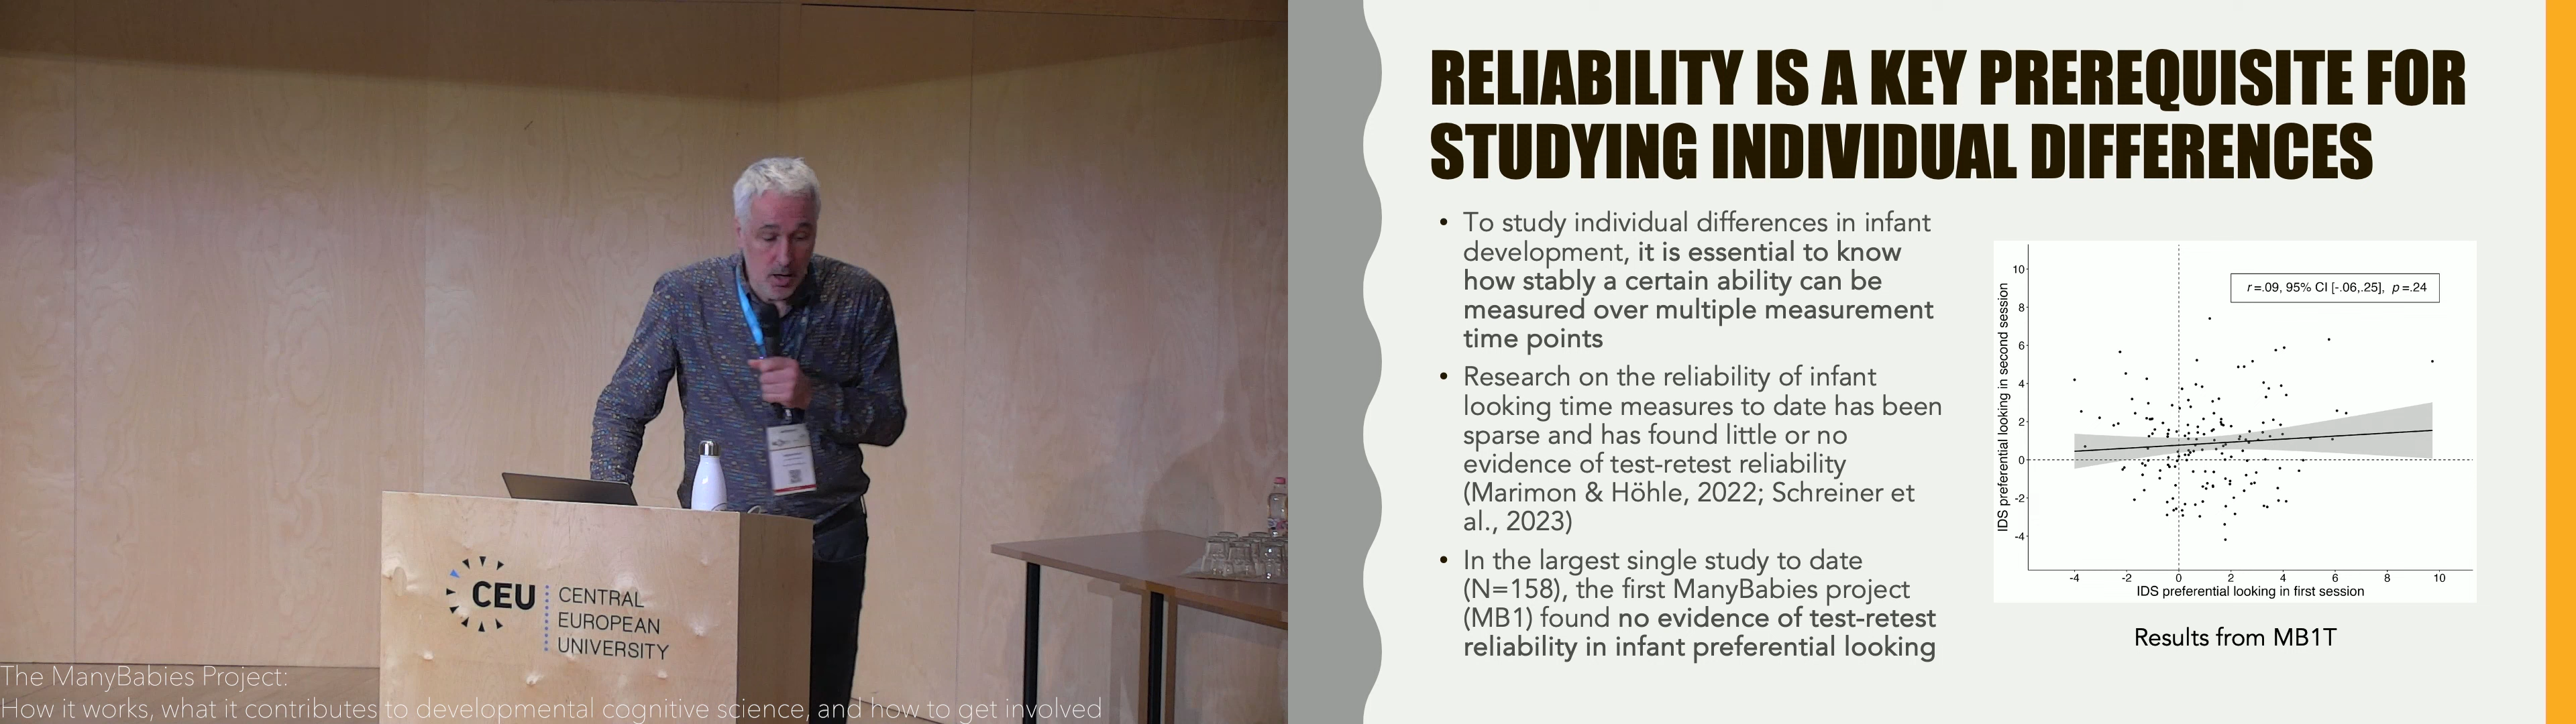 CEU
CENTRAL
EUROPEAN
UNIVERSITY
The ManyBabies Project:
How it works, what it contributes to developmental cognitive science, and how to get involved
RELIABILITY IS A KEY PREREQUISITE FOR
STUDYING INDIVIDUAL DIFFERENCES
• To study individual differences in infant
development, it is essential to know
how stably a certain ability can be
measured over multiple measurement
time points
• Research on the reliability of infant
looking time measures to date has been
sparse and has found little or no
evidence of test-retest reliability
(Marimon & Höhle, 2022; Schreiner et
al., 2023)
• In the largest single study to date
(N=158), the first ManyBabies project
(MB1) found no evidence of test-retest
reliability in infant preferential looking
IDS preferential looking in second session
10
8
6
4
2
0
-2
-4
r=.09, 95% CI [-.06,.25], p=.24
-4 -2 0 2 4 6 8 10
IDS preferential looking in first session
Results from MB1T